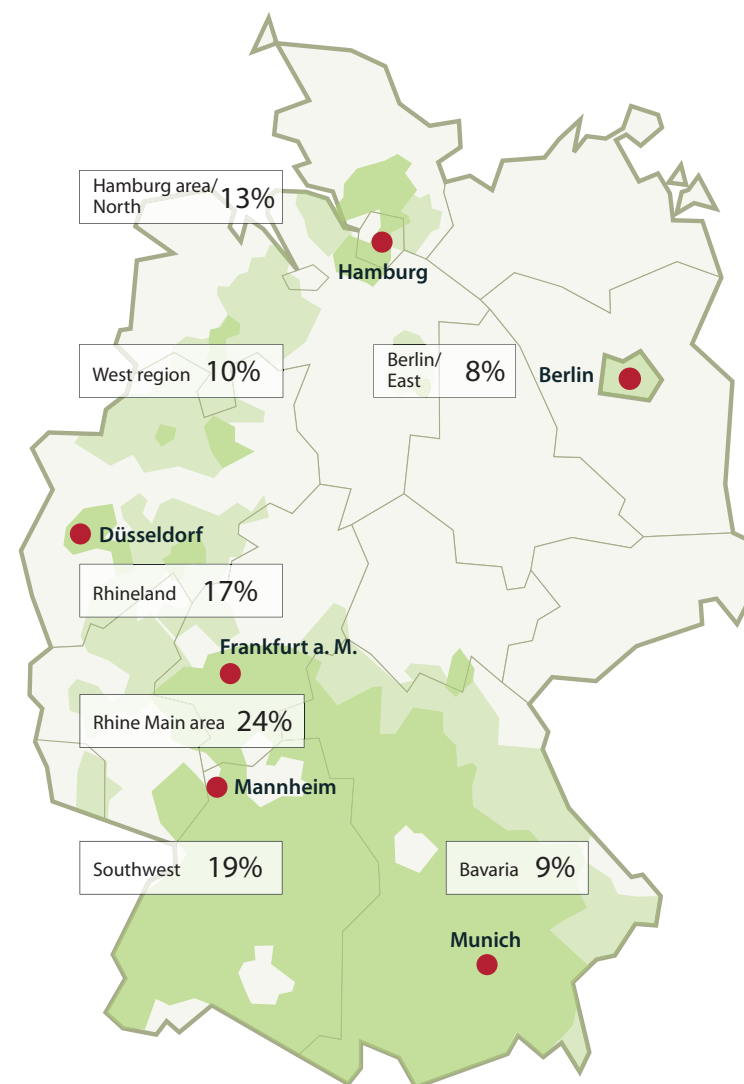 Hamburg area/
North 13%
Hamburg
West region 10%
Berlin/
East 8%
Berlin
Düsseldorf
Rhineland 17%
Frankfurt a. M.
Rhine Main area 24%
Mannheim
Southwest 19%
Bavaria 9%
Munich